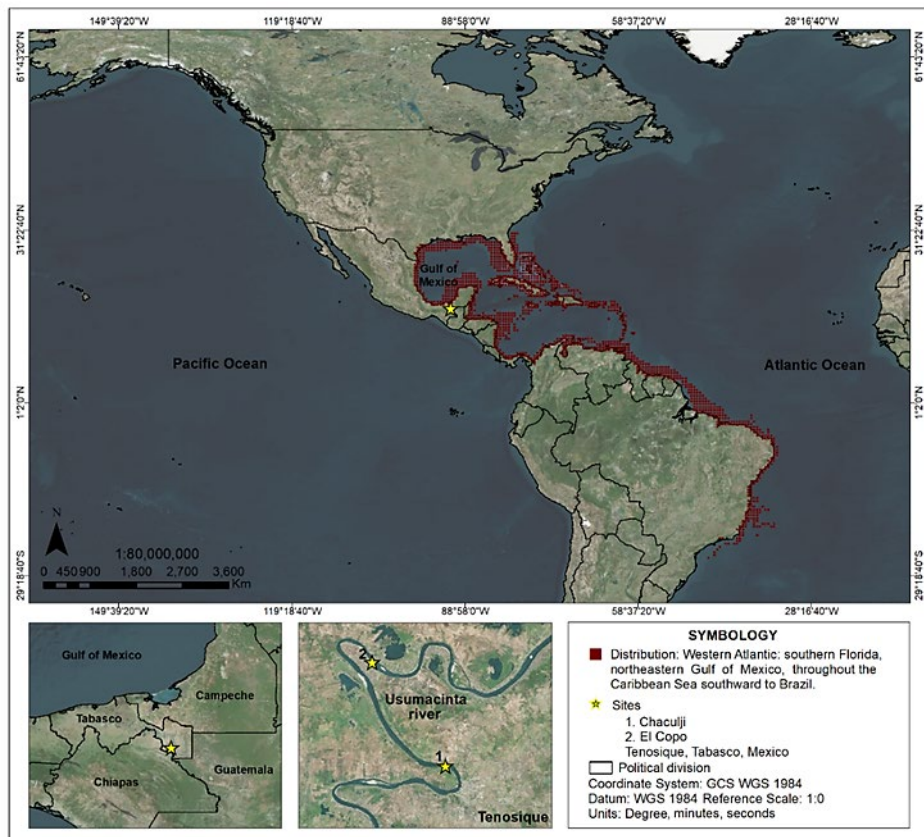 149°39'20"W 119°18'40"W 88°58'0"W 58°37'20"W 28°16'40"W
61°43'20"N
61°43'20"N
31°22'40"N
31°22'40"N
Gulf of
Mexico
Pacific Ocean
Atlantic Ocean
1°2'0"N
1°2'0"N
N
1:80,000,000
0 450 900 1,800 2,700 3,600
Km
29°18'40"S
29°18'40"S
149°39'20"W 119°18'40"W 88°58'0"W 58°37'20"W 28°16'40"W
Gulf of Mexico
Campeche
Tabasco
Chiapas
Guatemala
2
Usumacinta
river
1
Tenosique
SYMBOLOGY
Distribution: Western Atlantic: southern Florida,
northeastern Gulf of Mexico, throughout the
Caribbean Sea southward to Brazil.
Sites
1. Chaculji
2. El Copo
Tenosique, Tabasco, Mexico
Political division
Coordinate System: GCS WGS 1984
Datum: WGS 1984 Reference Scale: 1:0
Units: Degree, minutes, seconds